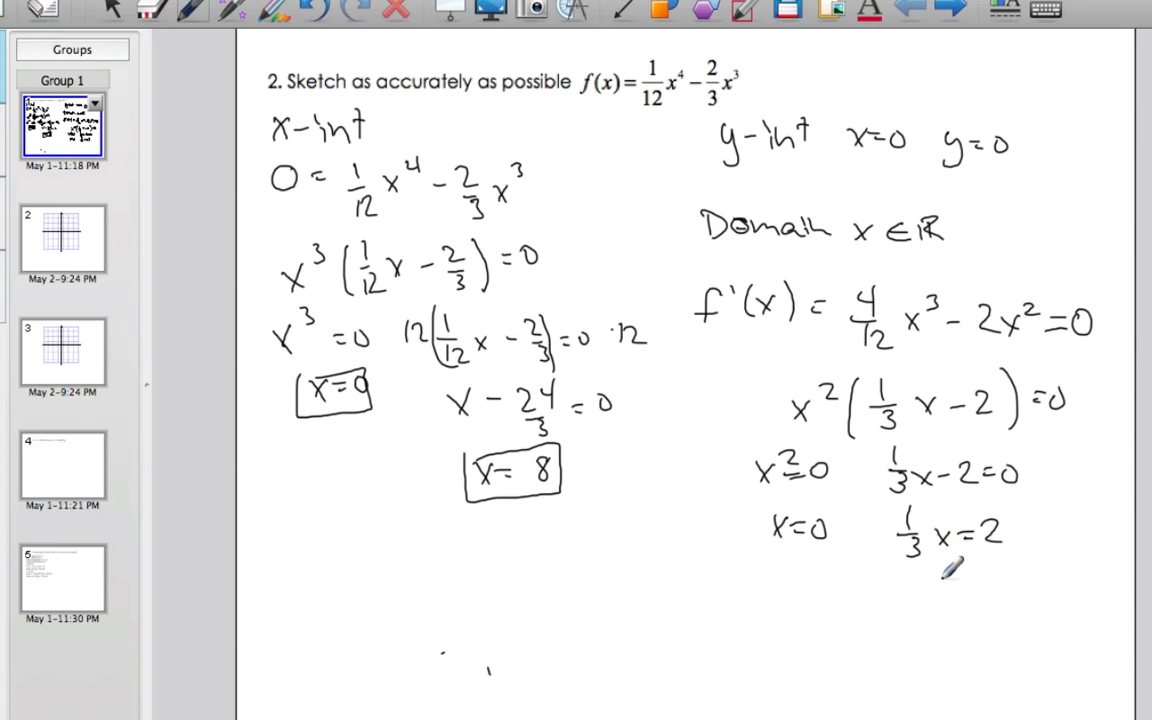 Groups
Group 1
May 1-11:18 PM
2
May 2-9:24 PM
3
May 2-9:24 PM
4
May 1-11:21 PM
5
May 1-11:30 PM
2. Sketch as accurately as possible f(x)= 1/12 x⁴ − 2/3 x³
x-int
0 = 1/12 x⁴ − 2/3 x³
x³ (1/12 x − 2/3) = 0
x³ = 0 12(1/12 x − 2/3) = 0 · 12
x=0 x − 24/3 = 0
x= 8
y-int x=0 y=0
Domain x ∈ ℝ
f'(x) = 4/12 x³ − 2x² = 0
x² (1/3 x − 2) = 0
x² = 0 1/3 x − 2 = 0
x=0 1/3 x = 2